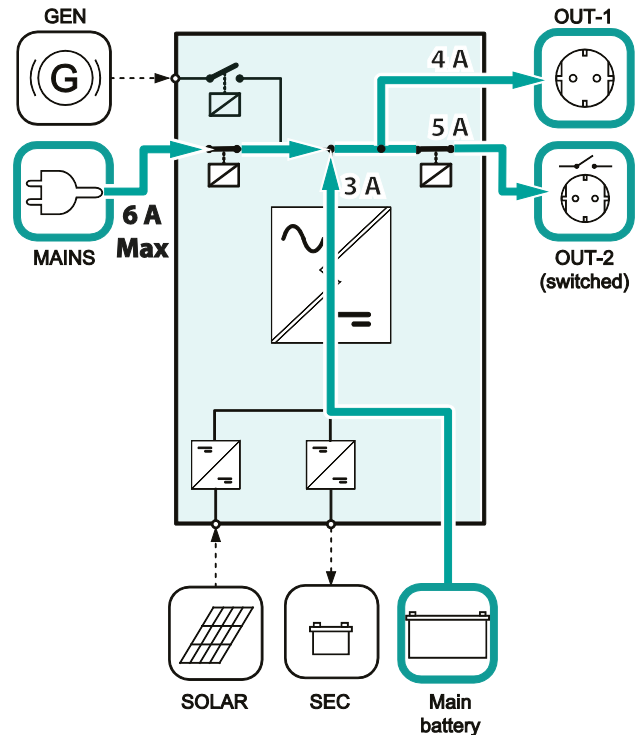 GEN
OUT-1
G
4 A
5 A
3 A
6 A
Max
MAINS
OUT-2
(switched)
SOLAR
SEC
Main
battery